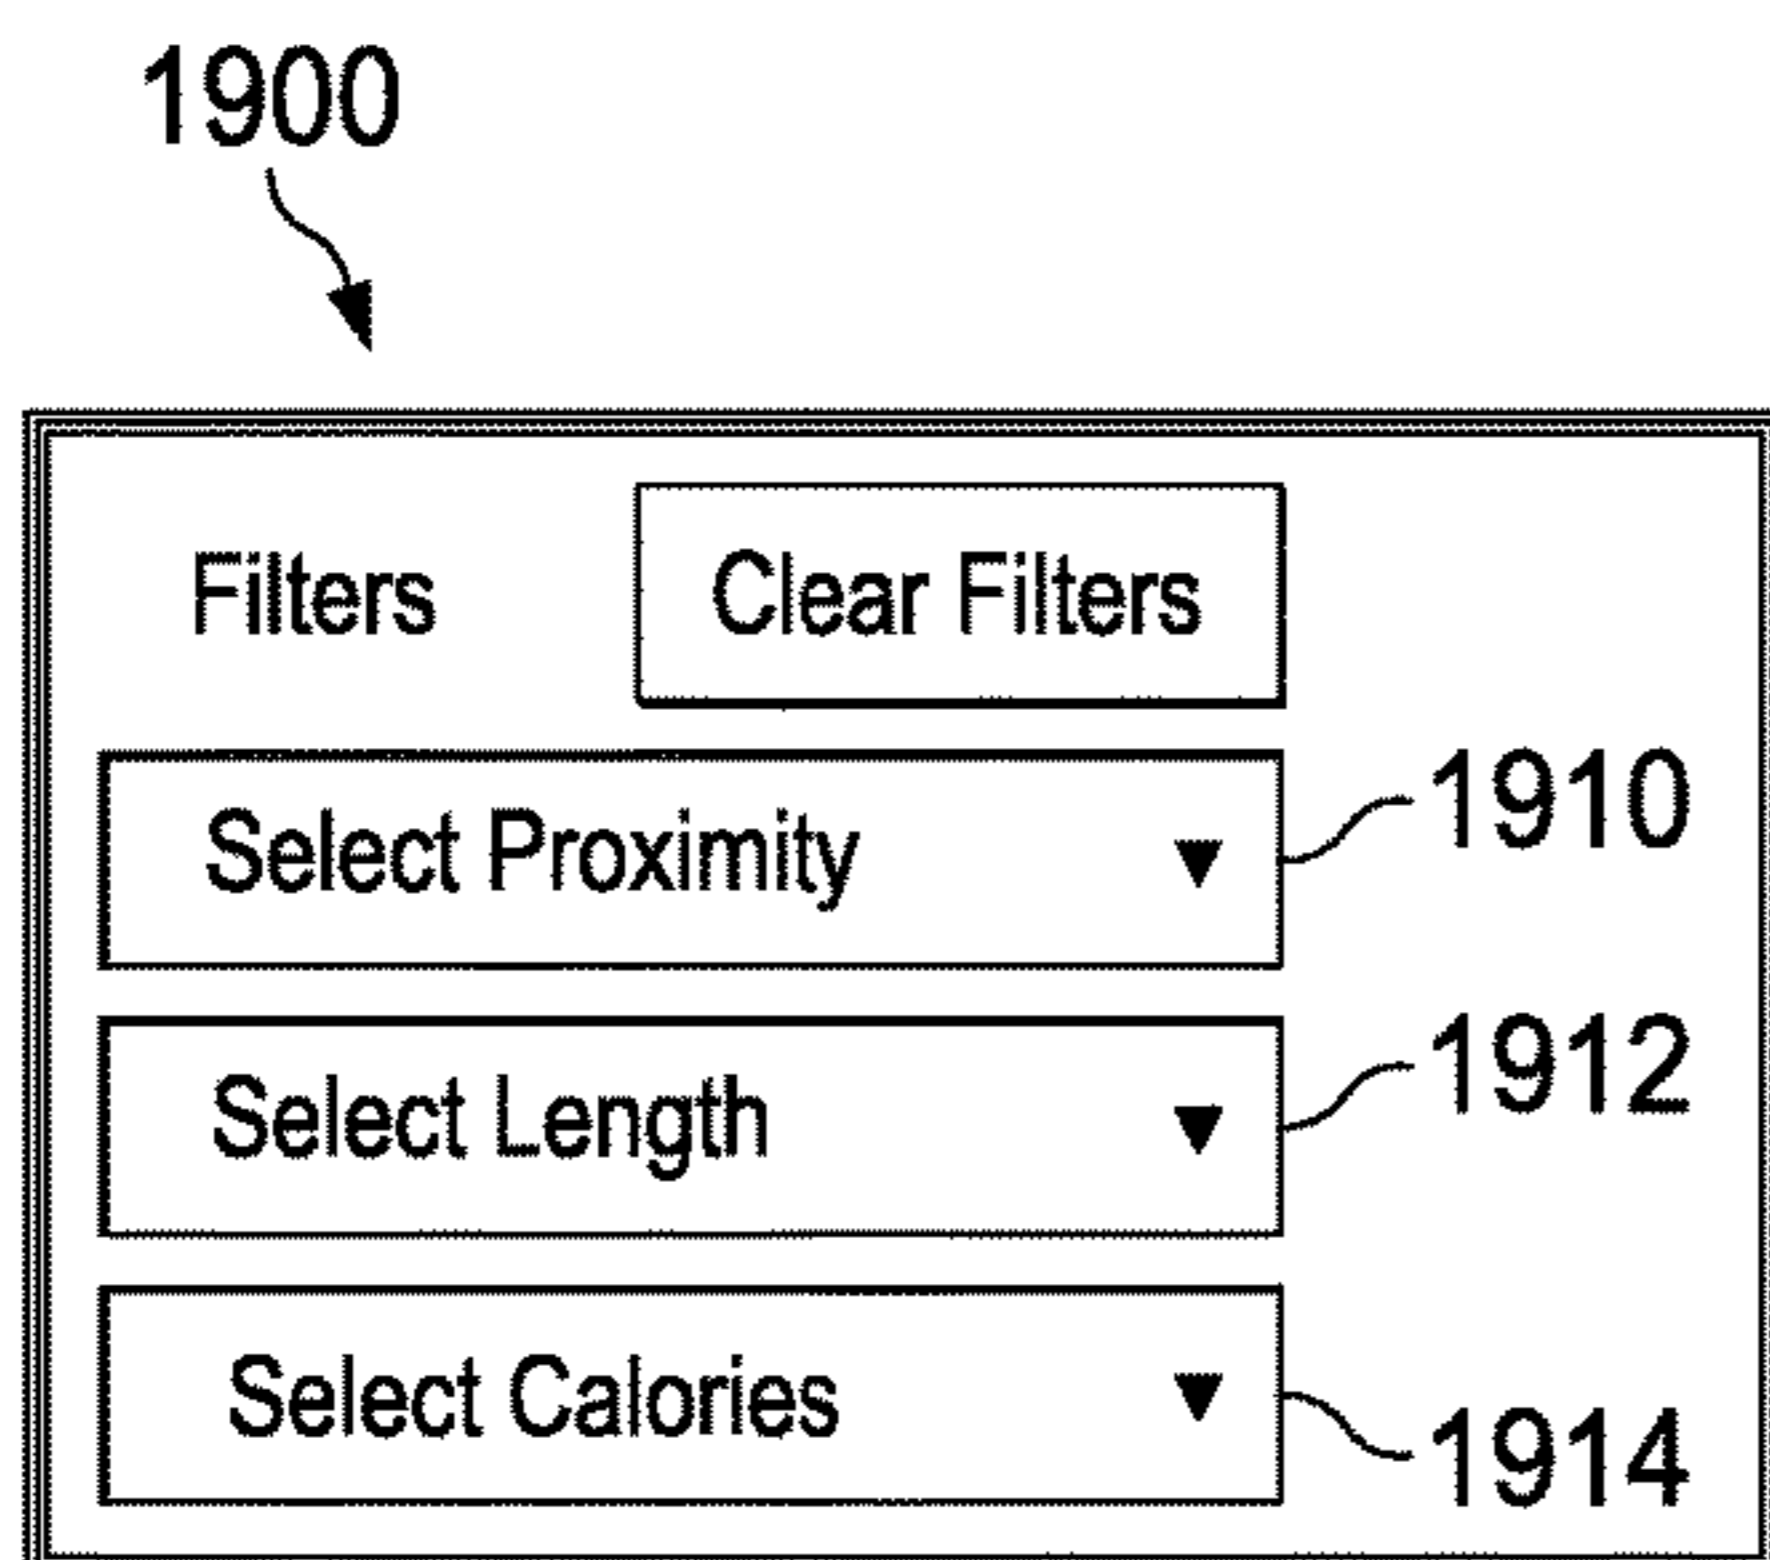 1900
Filters
Clear Filters
Select Proximity
1910
Select Length
1912
Select Calories
1914